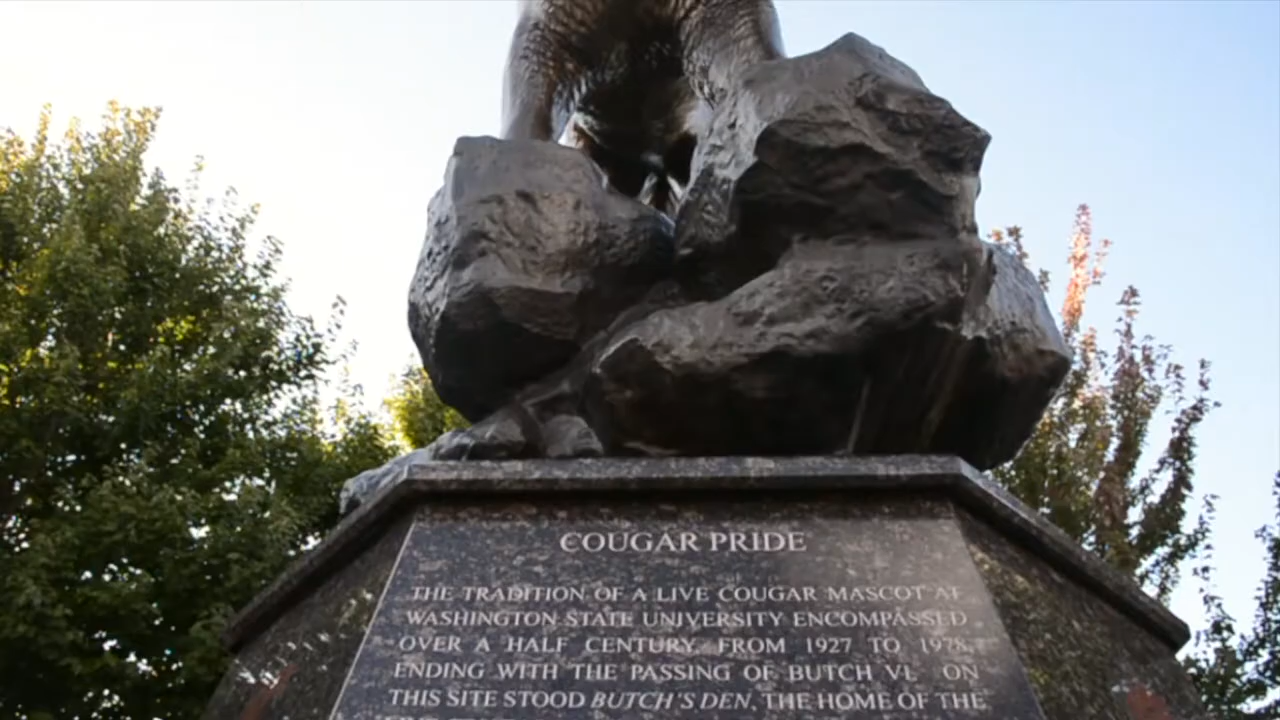 COUGAR PRIDE
THE TRADITION OF A LIVE COUGAR MASCOT AT
WASHINGTON STATE UNIVERSITY ENCOMPASSED
OVER A HALF CENTURY, FROM 1927 TO 1978,
ENDING WITH THE PASSING OF BUTCH VI. ON
THIS SITE STOOD BUTCH'S DEN, THE HOME OF THE